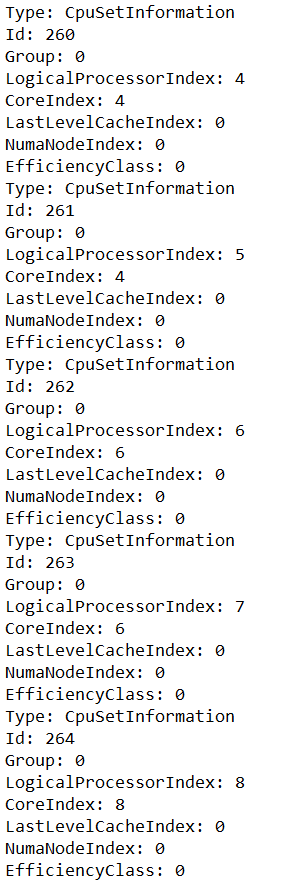 Type: CpuSetInformation
Id: 260
Group: 0
LogicalProcessorIndex: 4
CoreIndex: 4
LastLevelCacheIndex: 0
NumaNodeIndex: 0
EfficiencyClass: 0
Type: CpuSetInformation
Id: 261
Group: 0
LogicalProcessorIndex: 5
CoreIndex: 4
LastLevelCacheIndex: 0
NumaNodeIndex: 0
EfficiencyClass: 0
Type: CpuSetInformation
Id: 262
Group: 0
LogicalProcessorIndex: 6
CoreIndex: 6
LastLevelCacheIndex: 0
NumaNodeIndex: 0
EfficiencyClass: 0
Type: CpuSetInformation
Id: 263
Group: 0
LogicalProcessorIndex: 7
CoreIndex: 6
LastLevelCacheIndex: 0
NumaNodeIndex: 0
EfficiencyClass: 0
Type: CpuSetInformation
Id: 264
Group: 0
LogicalProcessorIndex: 8
CoreIndex: 8
LastLevelCacheIndex: 0
NumaNodeIndex: 0
EfficiencyClass: 0